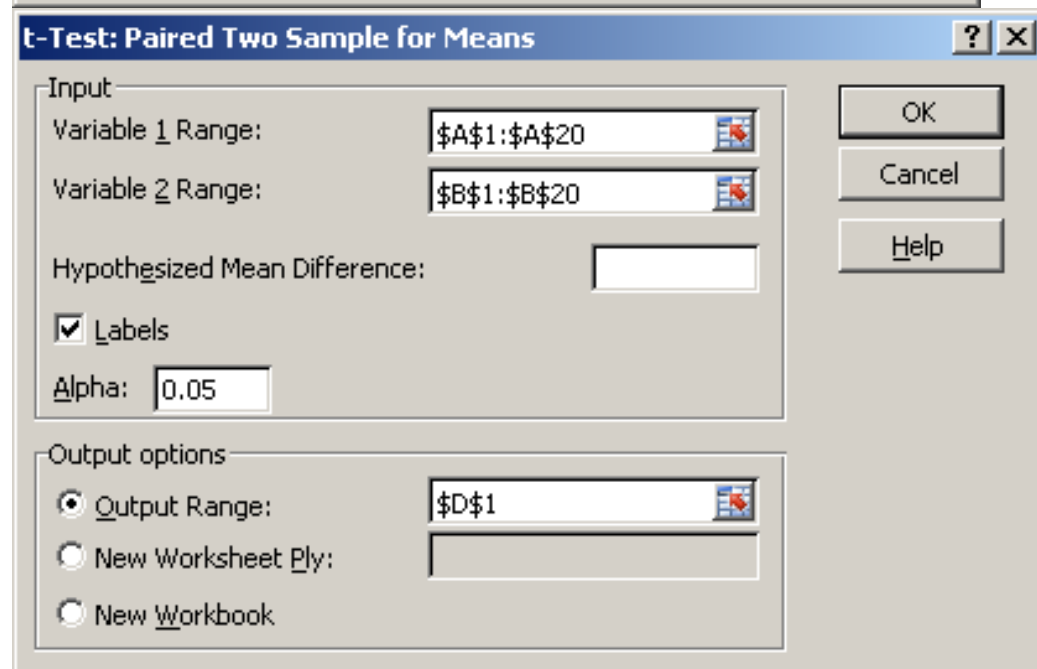 t-Test: Paired Two Sample for Means
Input
Variable 1 Range: $A$1:$A$20
Variable 2 Range: $B$1:$B$20
Hypothesized Mean Difference:
Labels
Alpha: 0.05
OK
Cancel
Help
Output options
Output Range: $D$1
New Worksheet Ply:
New Workbook